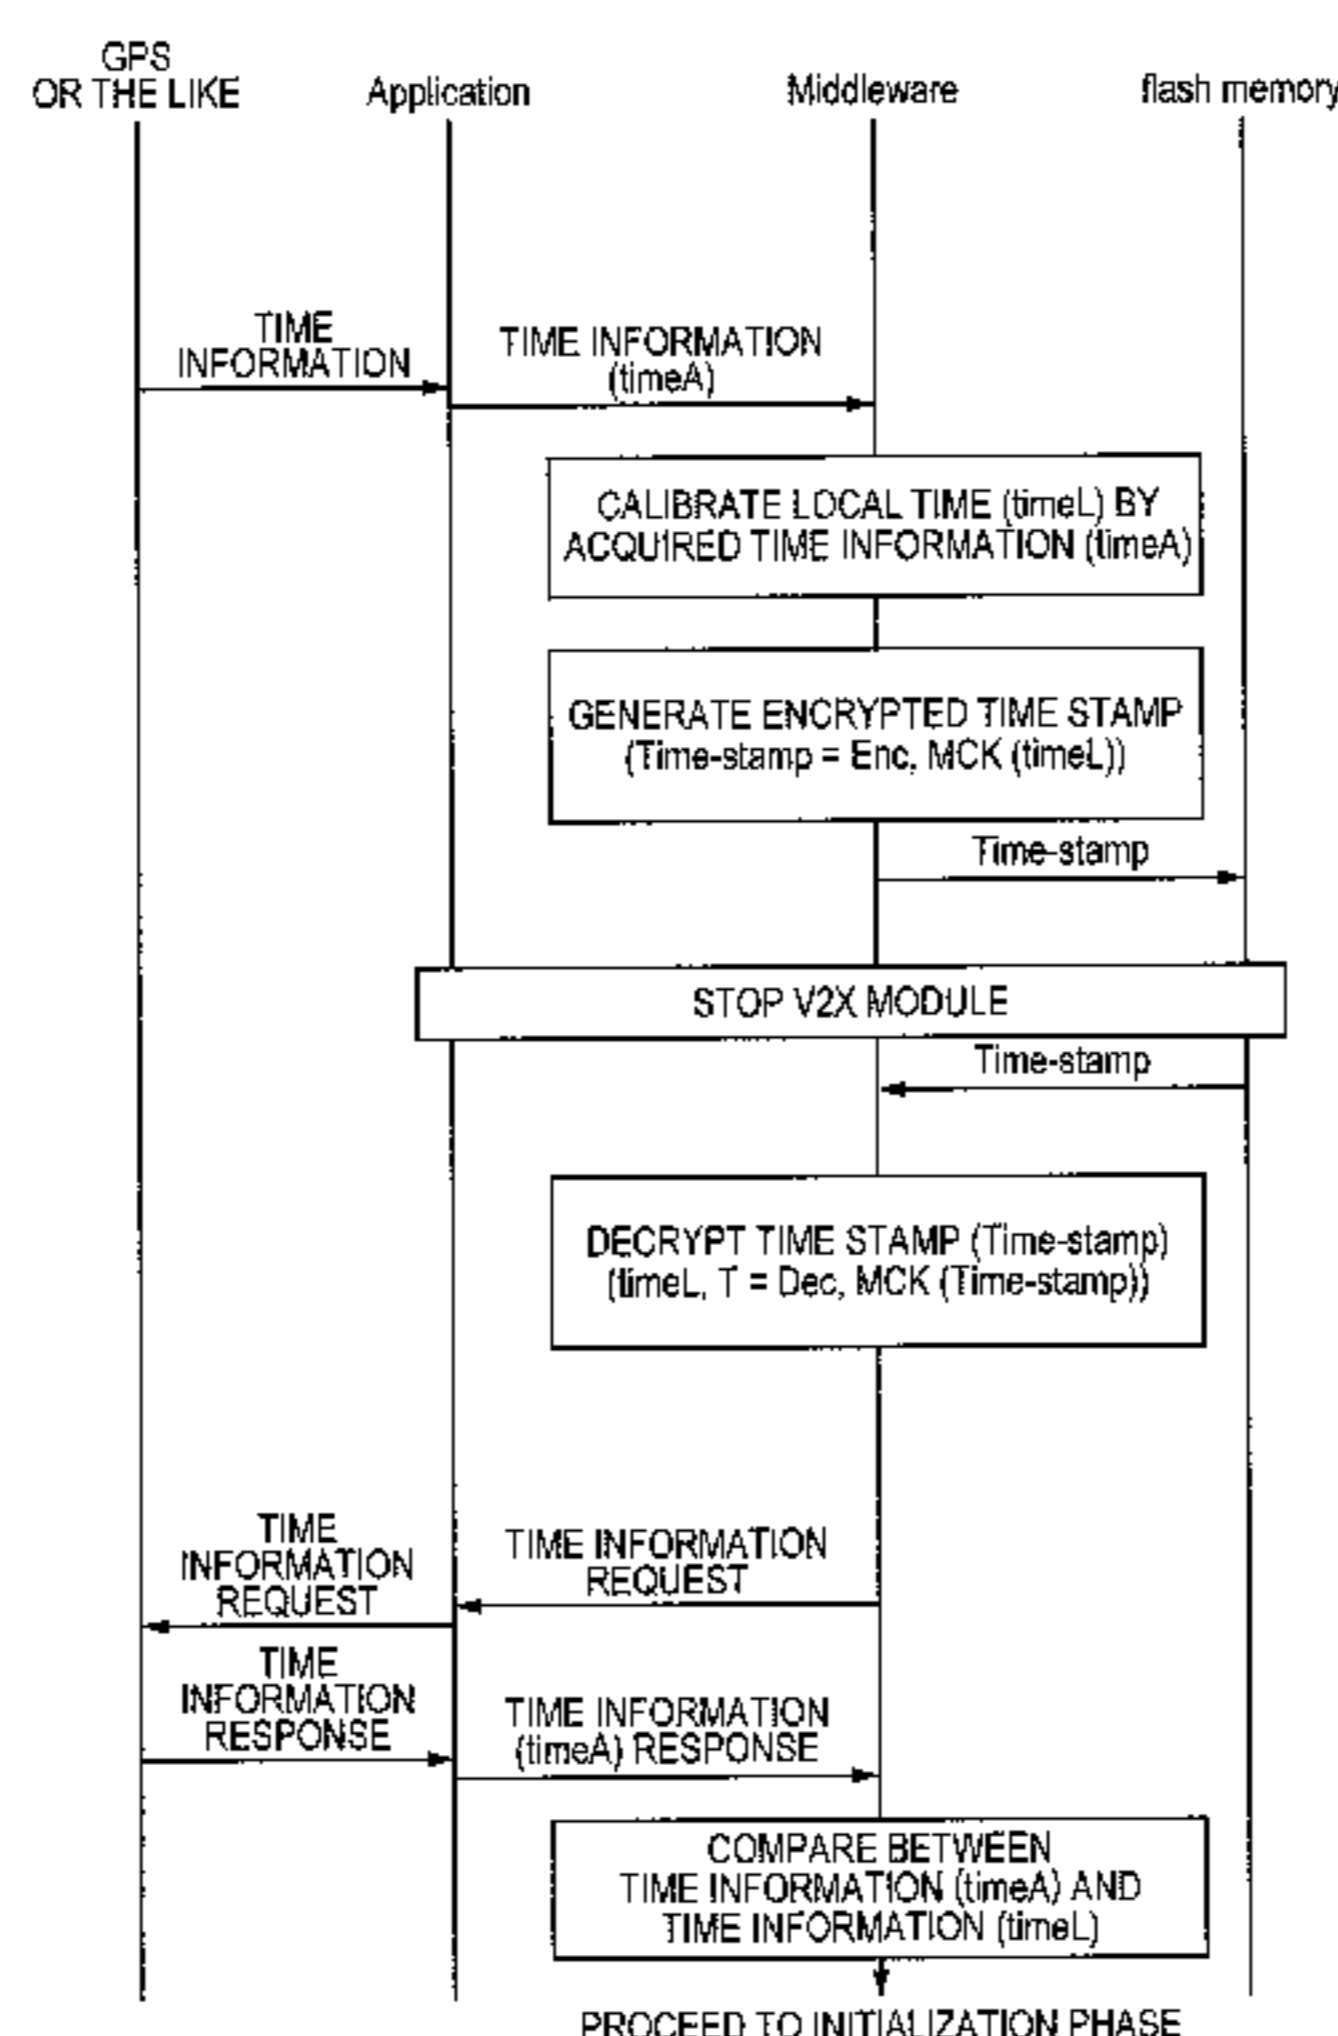 GPS
OR THE LIKE
Application
Middleware
flash memory
TIME
INFORMATION
TIME INFORMATION
(timeA)
CALIBRATE LOCAL TIME (timeL) BY
ACQUIRED TIME INFORMATION (timeA)
GENERATE ENCRYPTED TIME STAMP
(Time-stamp = Enc, MCK (timeL))
Time-stamp
STOP V2X MODULE
Time-stamp
DECRYPT TIME STAMP (Time-stamp)
(timeL, T = Dec, MCK (Time-stamp))
TIME
INFORMATION
REQUEST
TIME INFORMATION
REQUEST
TIME
INFORMATION
RESPONSE
TIME INFORMATION
(timeA) RESPONSE
COMPARE BETWEEN
TIME INFORMATION (timeA) AND
TIME INFORMATION (timeL)
PROCEED TO INITIALIZATION PHASE